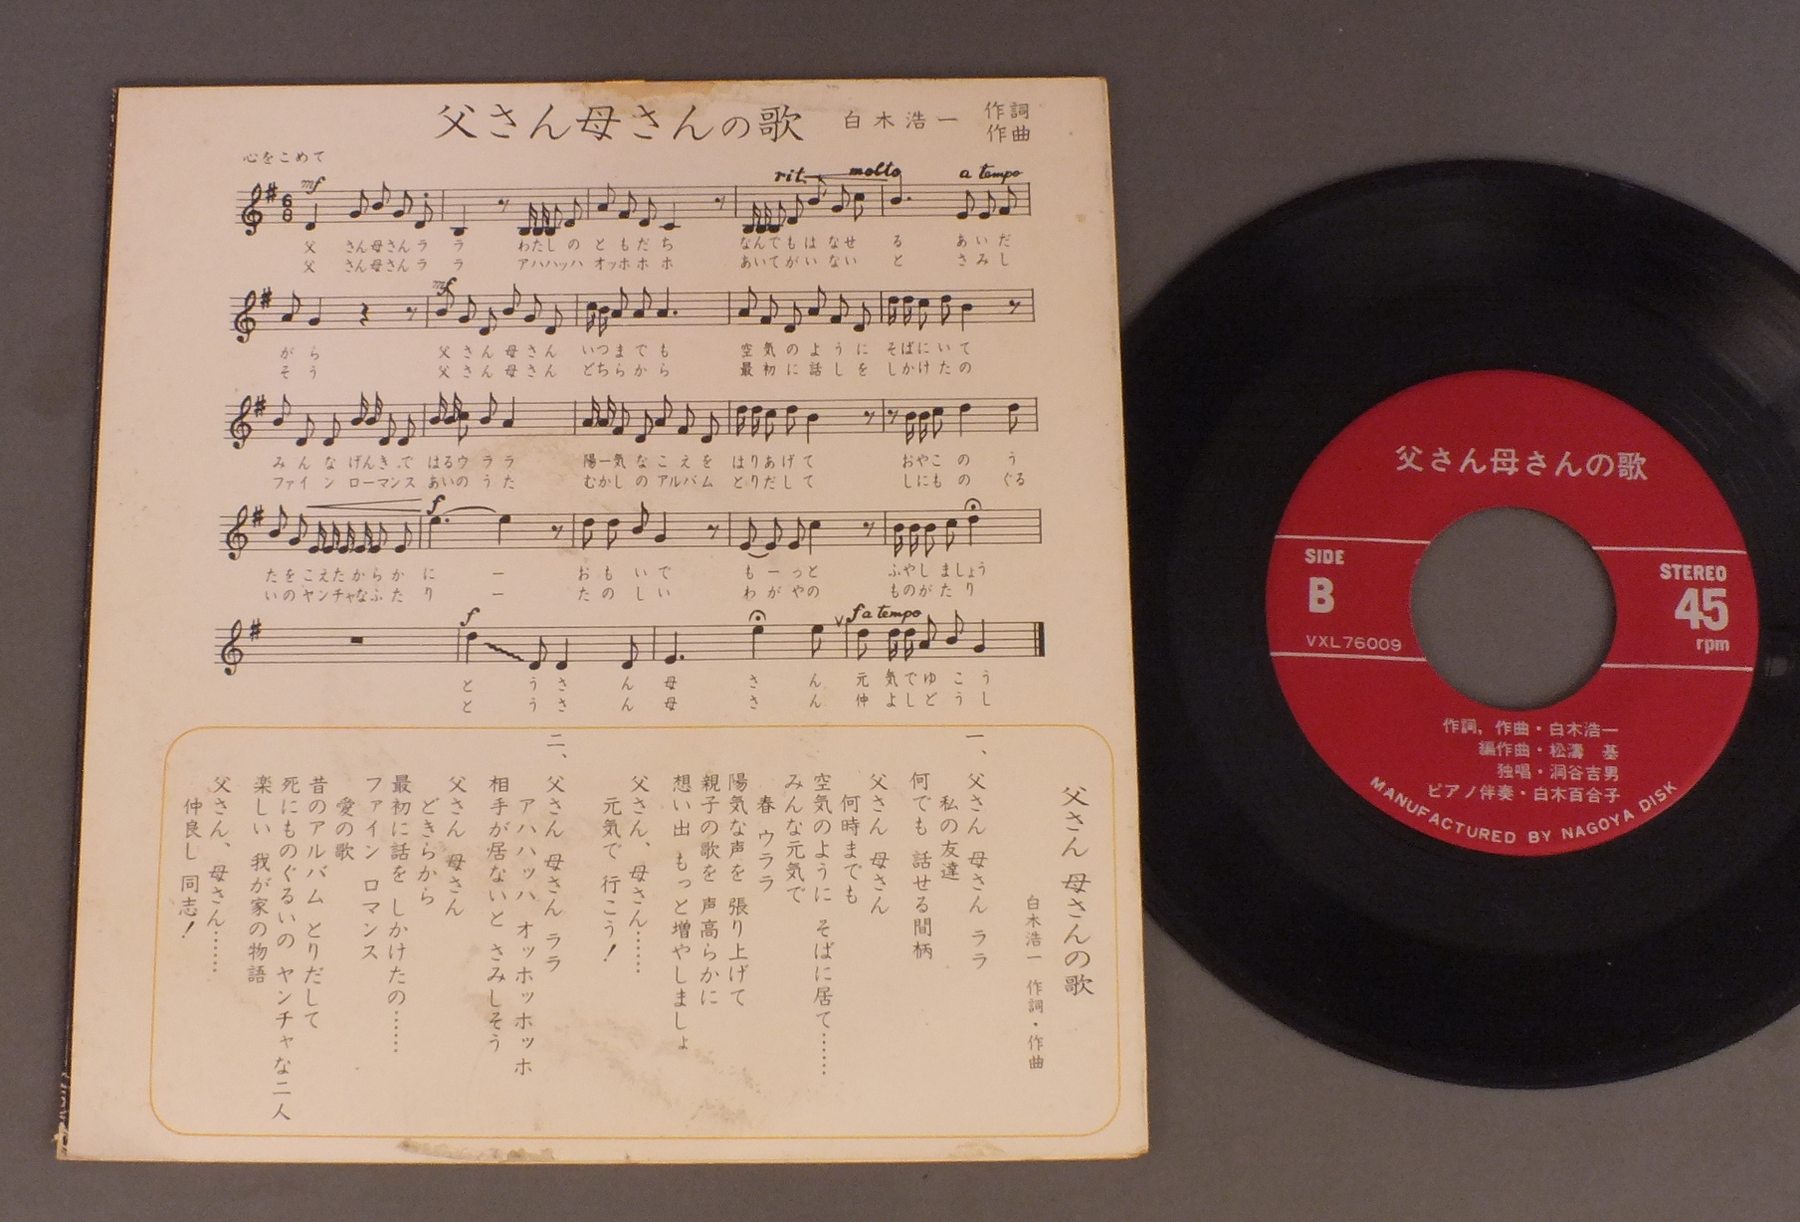 父さん母さんの歌 白木浩一 作詞
作曲
心をこめて
mf
rit. molto a tempo
父 さん母さんラ ラ わたし の ともだち なんでもは なせ る あいだ
父 さん母さんラ ラ アハハッハ オッホホホ あいてがいない と さみし
mf
がら 父さん母さん いつまでも 空気のように そばにいて
そう 父さん母さん どちらから 最初に話しを しかけたの
みんなげんきで はるウララ 陽一気なこえを はりあげて おやこのう
ファイン ローマンス あいのうた むかしのアルバム とりだして しにものぐる
f
たをこえたからかに ー おもいで もーっと ふやしましょう
いのヤンチャなふたり ー たのしい わがやの ものがたり
f
f a tempo
とうさん母さん 元気でゆこう
とうさん母さん 仲よしどうし
父さん 母さんの歌
白木浩一 作詞・作曲
一、父さん 母さん ララ
私の友達
何でも 話せる間柄
父さん 母さん
何時までも
空気のように そばに居て……
みんな元気で
春 ウララ
陽気な声を 張り上げて
親子の歌を 声高らかに
想い出 もっと増やしましょ
父さん、母さん……
元気で 行こう！
二、父さん 母さん ララ
アハハッハ オッホホッホッホ
相手が居ないと さみしそう
父さん 母さん
どきらから
最初に話を しかけたの……
ファイン ロマンス
愛の歌
昔のアルバム とりだして
死にものぐるいの ヤンチャな二人
楽しい 我が家の物語
父さん、母さん……
仲良し 同志！
父さん母さんの歌
SIDE
B
VXL76009
STEREO
45
rpm
作詞, 作曲・白木浩一
編作曲・松濤 基
独唱・洞谷吉男
ピアノ伴奏・白木百合子
MANUFACTURED BY NAGOYA DISK